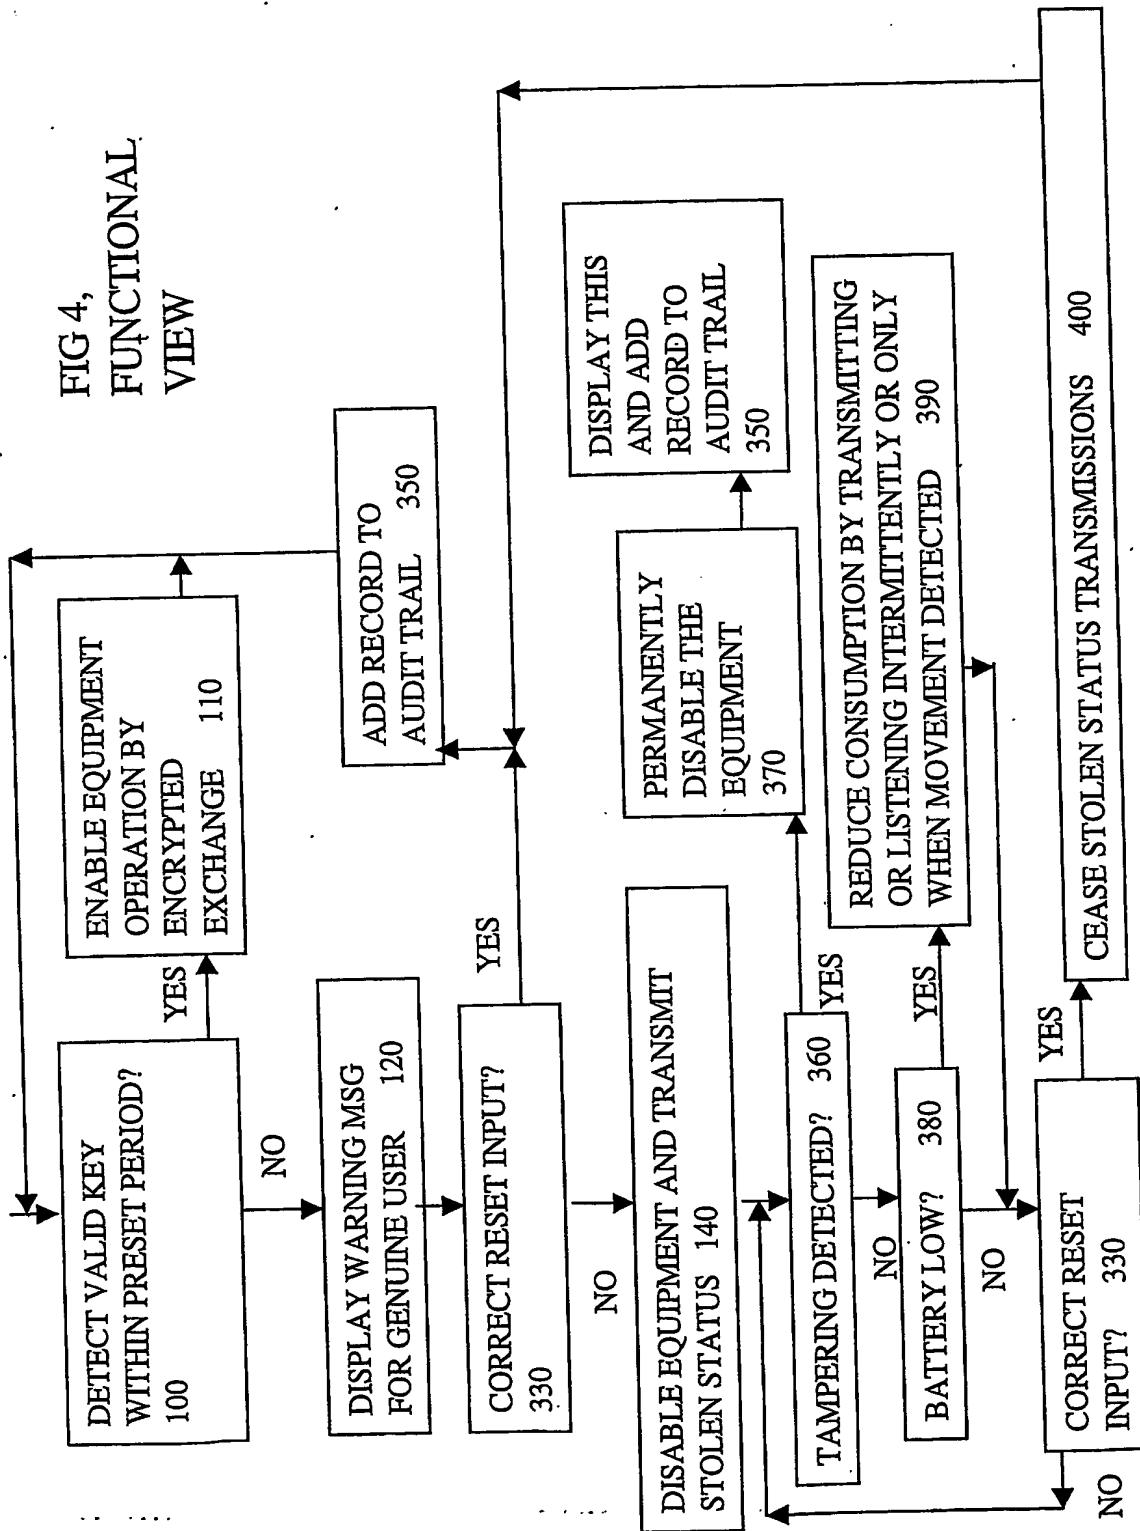 FIG 4,
FUNCTIONAL
VIEW
DETECT VALID KEY
WITHIN PRESET PERIOD?
100
YES
ENABLE EQUIPMENT
OPERATION BY
ENCRYPTED
EXCHANGE 110
NO
DISPLAY WARNING MSG
FOR GENUINE USER 120
ADD RECORD TO
AUDIT TRAIL 350
CORRECT RESET INPUT?
330
YES
NO
DISABLE EQUIPMENT AND TRANSMIT
STOLEN STATUS 140
TAMPERING DETECTED? 360
YES
PERMANENTLY
DISABLE THE
EQUIPMENT
370
DISPLAY THIS
AND ADD
RECORD TO
AUDIT TRAIL
350
NO
BATTERY LOW? 380
YES
REDUCE CONSUMPTION BY TRANSMITTING
OR LISTENING INTERMITTENTLY OR ONLY
WHEN MOVEMENT DETECTED 390
NO
CORRECT RESET
INPUT? 330
YES
CEASE STOLEN STATUS TRANSMISSIONS 400
NO